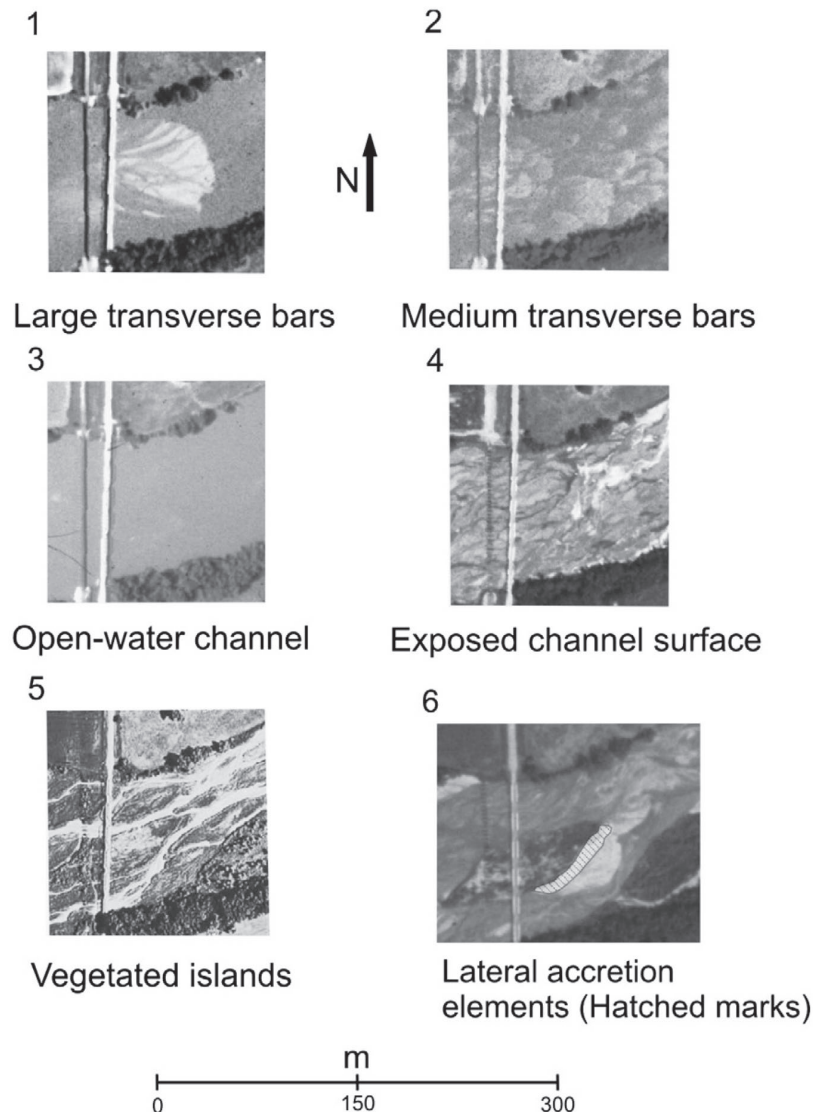 1
2
N
Large transverse bars
Medium transverse bars
3
4
Open-water channel
Exposed channel surface
5
6
Vegetated islands
Lateral accretion
elements (Hatched marks)
m
0
150
300